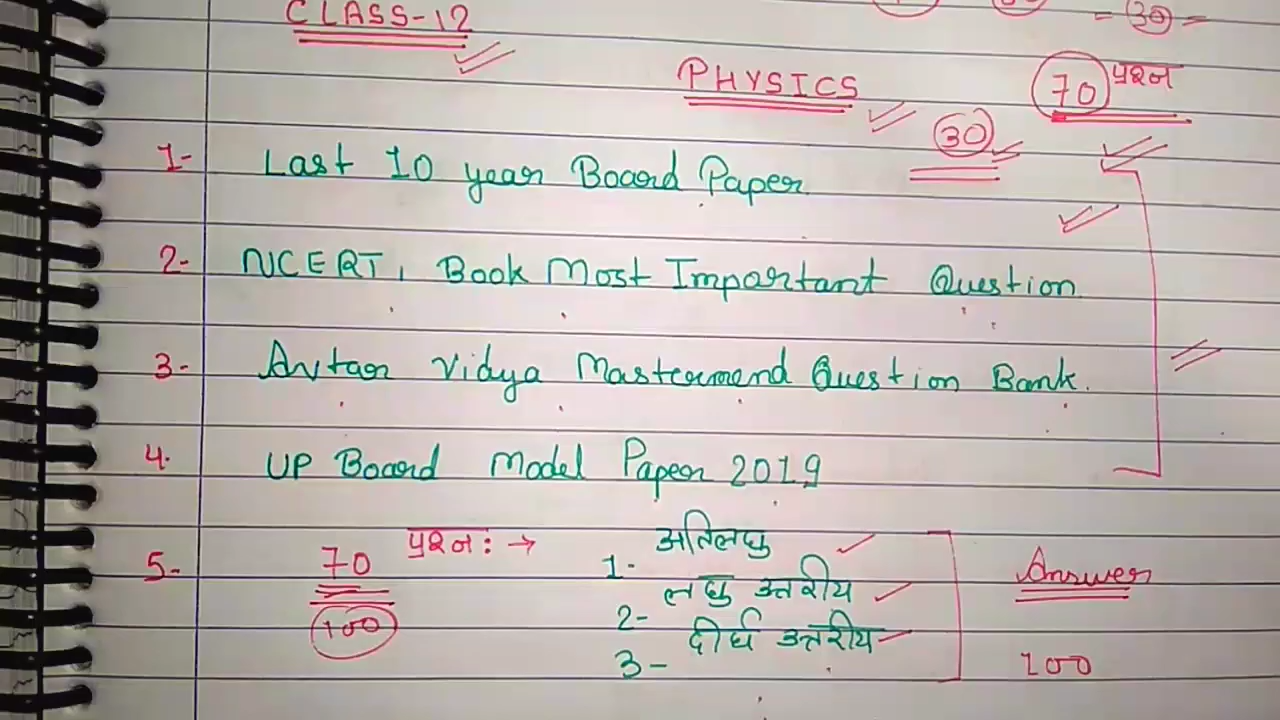 CLASS-12
- 30 =
PHYSICS
70 प्रश्न
30
1- Last 10 year Board Paper
2- NCERT, Book Most Important Question
3- Avtar Vidya Mastermend Question Bank.
4. UP Board Model Paper 2019
5- 70 प्रश्न: → 
100
1- अतिलघु
2- लघु उत्तरीय
3- दीर्घ उत्तरीय
Answer
100